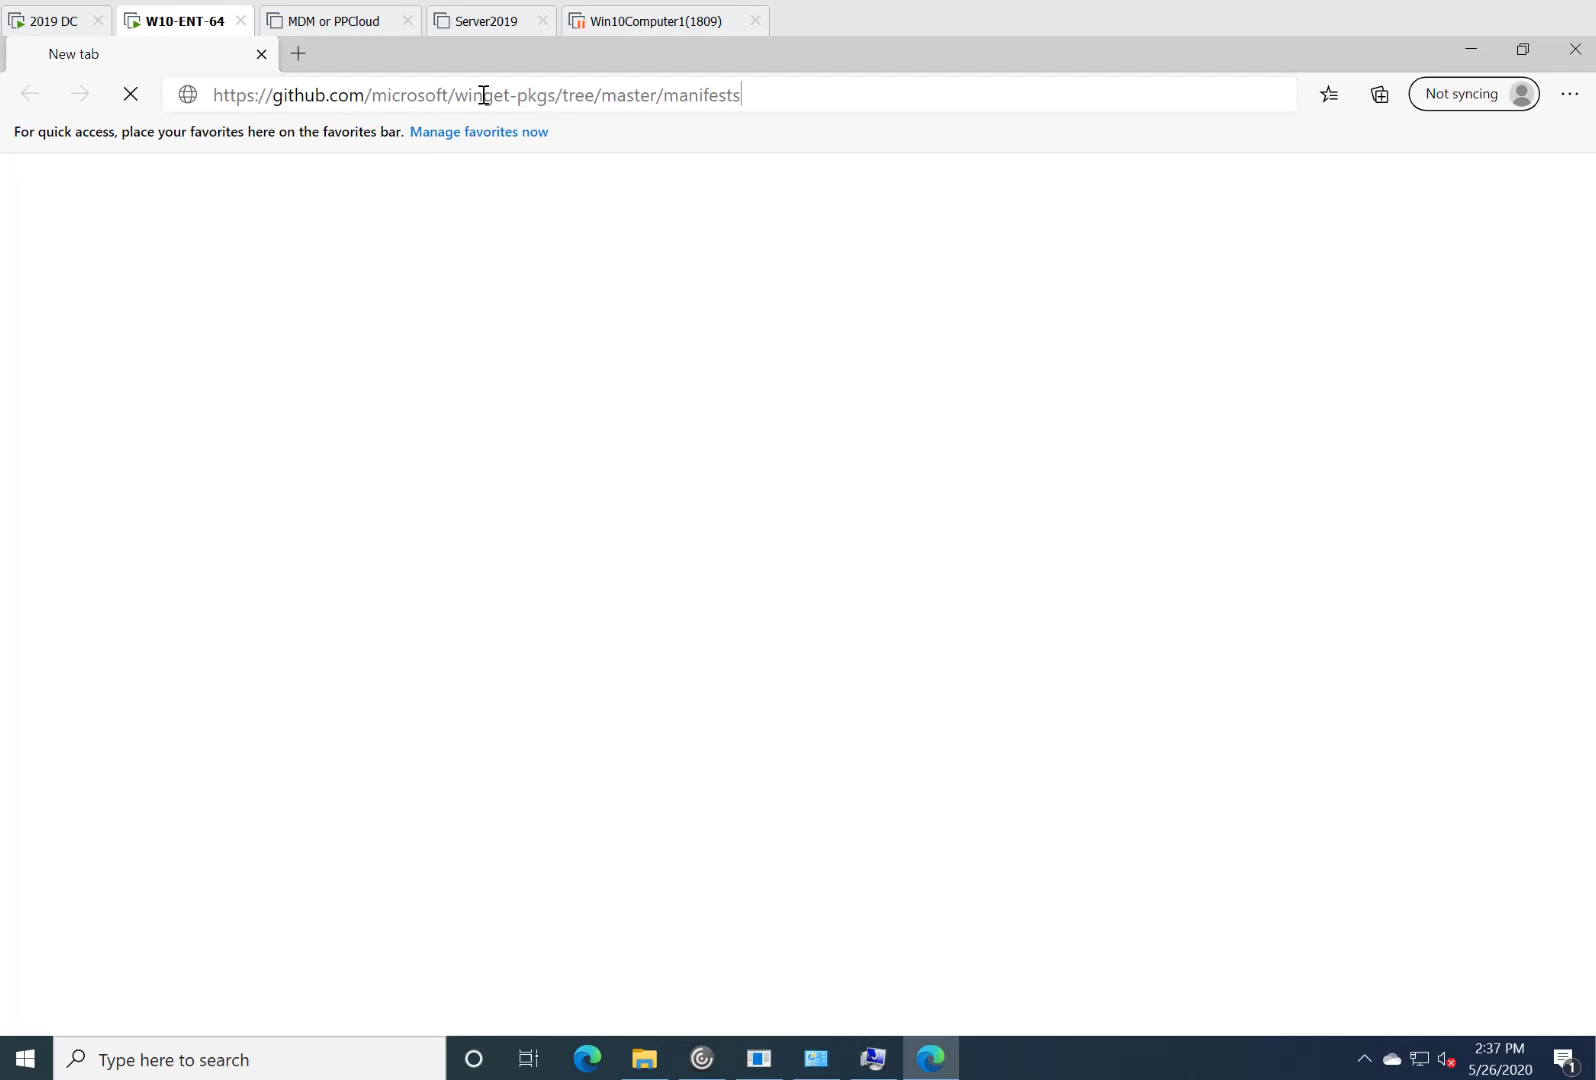 2019 DC
W10-ENT-64
MDM or PPCloud
Server2019
Win10Computer1(1809)
New tab
https://github.com/microsoft/winget-pkgs/tree/master/manifests
Not syncing
For quick access, place your favorites here on the favorites bar. Manage favorites now
Type here to search
2:37 PM
5/26/2020
1